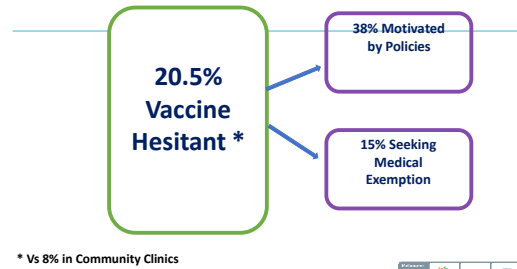 38% Motivated
by Policies
20.5%
Vaccine
Hesitant *
15% Seeking
Medical
Exemption
* Vs 8% in Community Clinics